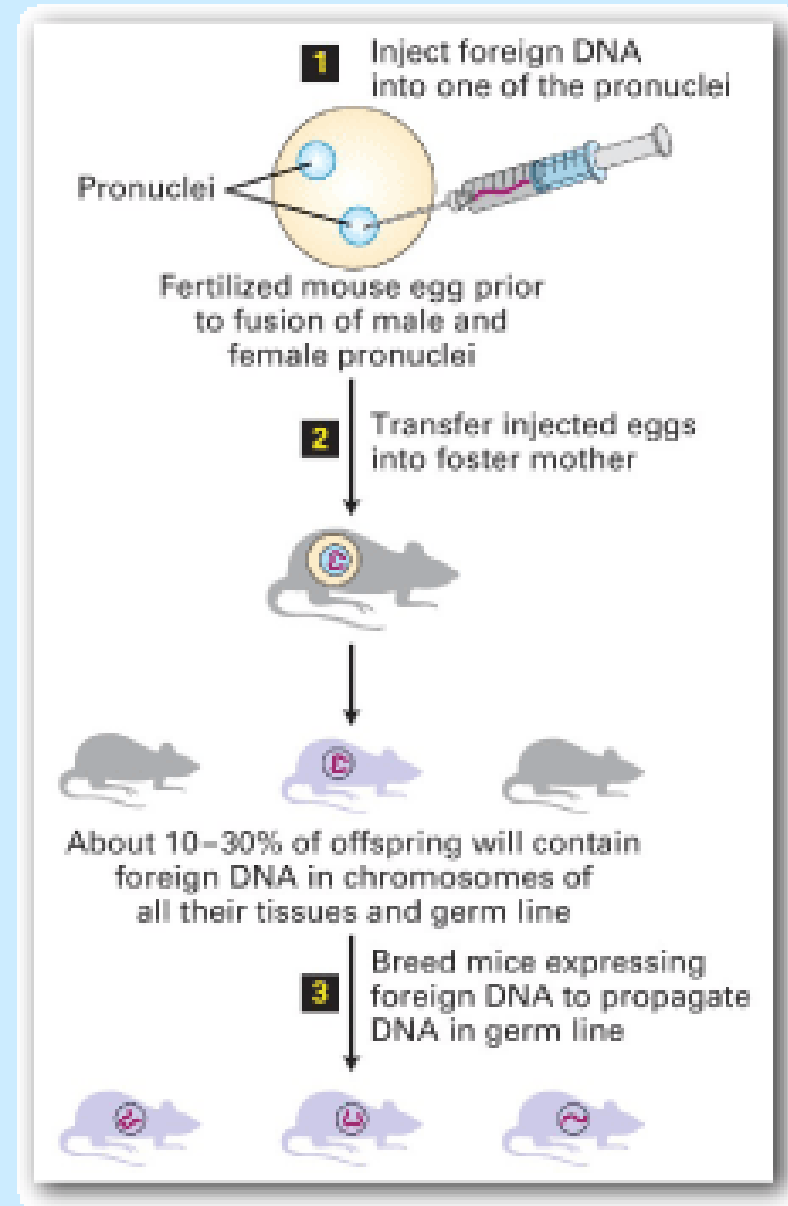 1 Inject foreign DNA
into one of the pronuclei
Pronuclei
Fertilized mouse egg prior
to fusion of male and
female pronuclei
2 Transfer injected eggs
into foster mother
About 10–30% of offspring will contain
foreign DNA in chromosomes of
all their tissues and germ line
3 Breed mice expressing
foreign DNA to propagate
DNA in germ line